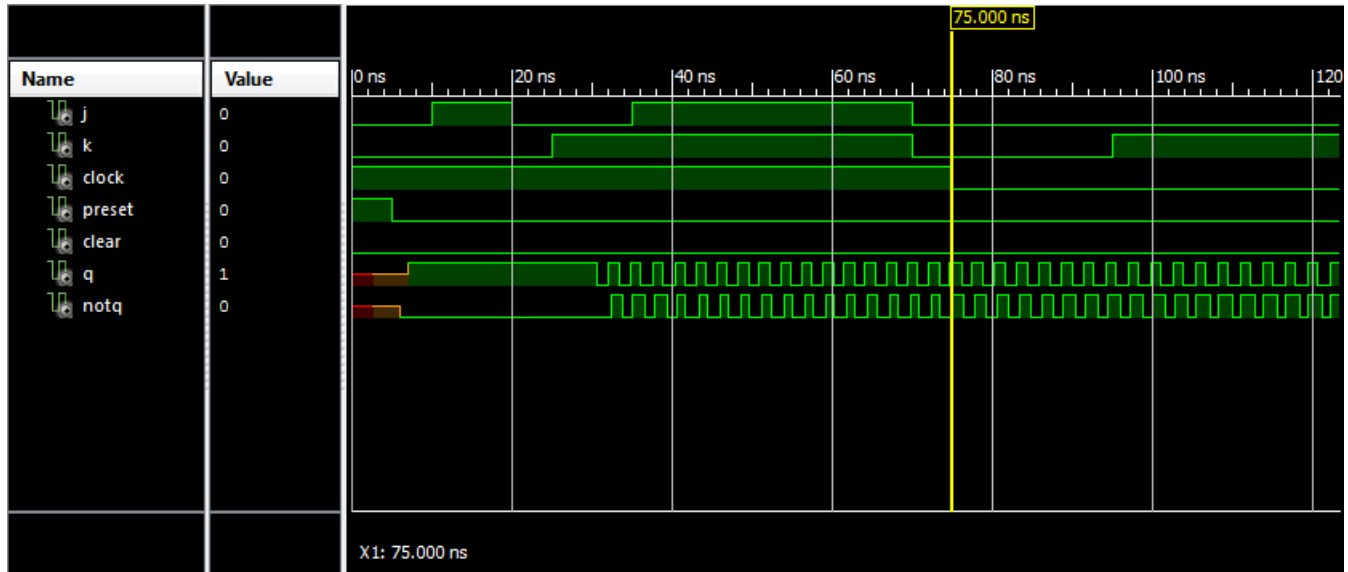 75.000 ns
Name Value 0 ns 20 ns 40 ns 60 ns 80 ns 100 ns 120
j 0
k 0
clock 0
preset 0
clear 0
q 1
notq 0
X1: 75.000 ns